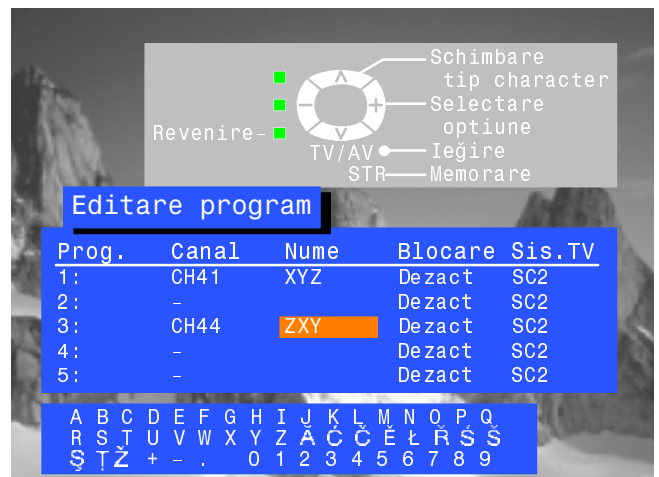 Schimbare
tip character
Selectare
optiune
Revenire
TV/AV Ieğire
STR Memorare
Editare program
Prog. Canal Nume Blocare Sis.TV
1: CH41 XYZ Dezact SC2
2: – Dezact SC2
3: CH44 ZXY Dezact SC2
4: – Dezact SC2
5: – Dezact SC2
A B C D E F G H I J K L M N O P Q
R S T U V W X Y Z Ă Ć Č Ě Ł Ř Ś Š
Ş Ţ Ž + – . 0 1 2 3 4 5 6 7 8 9